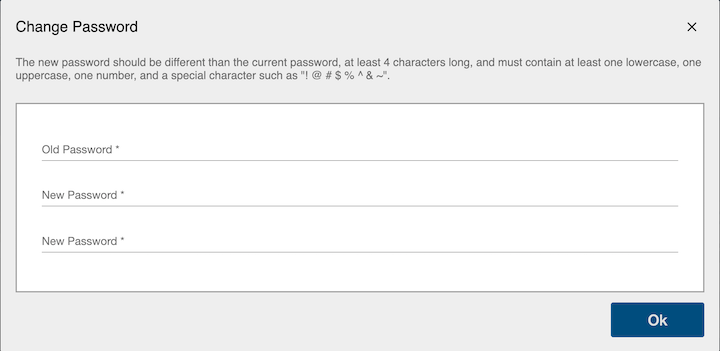 Change Password
The new password should be different than the current password, at least 4 characters long, and must contain at least one lowercase, one
uppercase, one number, and a special character such as "! @ # $ % ^ & ~".
Old Password *
New Password *
New Password *
Ok